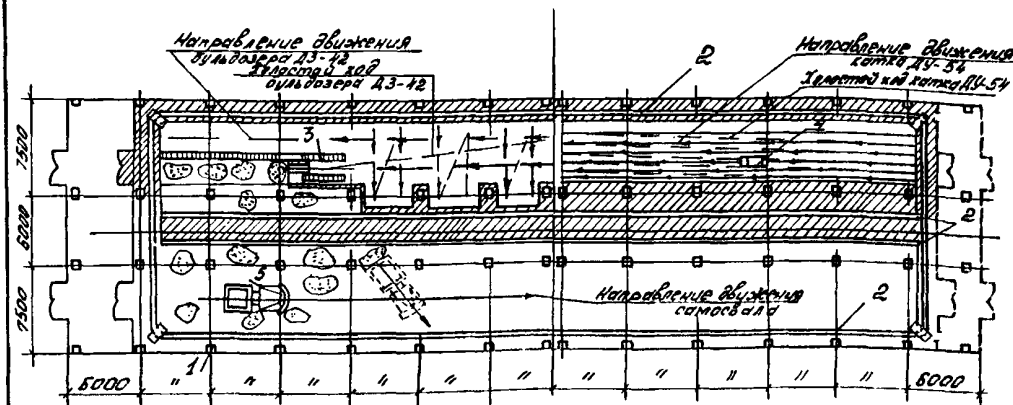 Направление движения
бульдозера ДЗ-42
Холостой ход
бульдозера ДЗ-42
Направление движения
катка ДУ-54
Холостой ход катка ДУ-54
2
2
3
4
7500
6000
7500
2
5
Направление движения
самосвала
2
1
6000 " " " " " " " " " " " 6000